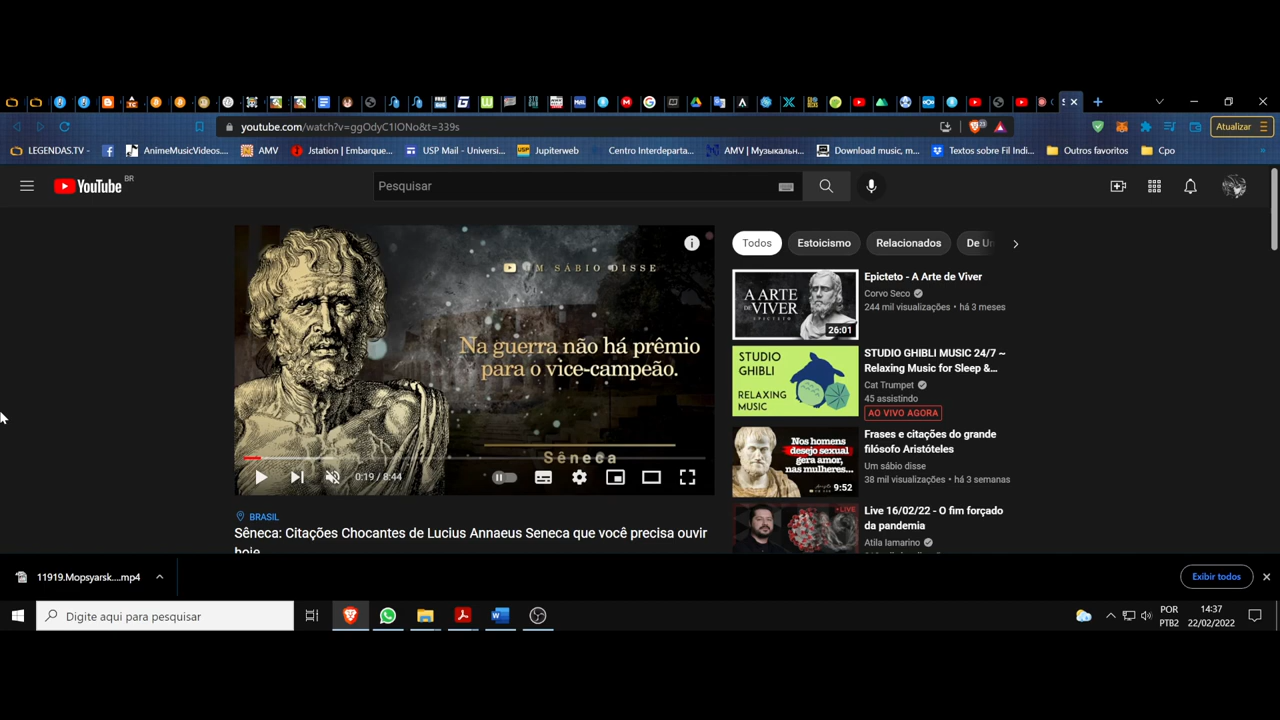 youtube.com/watch?v=ggOdyC1IONo&t=339s
Atualizar
LEGENDAS.TV -
AnimeMusicVideos....
AMV
Jstation | Embarque...
USP Mail - Universi...
Jupiterweb
Centro Interdeparta...
AMV | Музыкальн...
Download music, m...
Textos sobre Fil Indi...
Outros favoritos
Cpo
YouTube BR
Pesquisar
Todos
Estoicismo
Relacionados
UM SÁBIO DISSE
Na guerra não há prêmio
para o vice-campeão.
Sêneca
0:19 / 8:44
BRASIL
Sêneca: Citações Chocantes de Lucius Annaeus Seneca que você precisa ouvir
hoje
A ARTE
DE VIVER
EPICTETO
26:01
Epicteto - A Arte de Viver
Corvo Seco
244 mil visualizações • há 3 meses
STUDIO
GHIBLI
RELAXING
MUSIC
STUDIO GHIBLI MUSIC 24/7 ~
Relaxing Music for Sleep &...
Cat Trumpet
45 assistindo
AO VIVO AGORA
Nos homens
desejo sexual
gera amor,
nas mulheres...
9:52
Frases e citações do grande
filósofo Aristóteles
Um sábio disse
38 mil visualizações • há 3 semanas
LIVE
Live 16/02/22 - O fim forçado
da pandemia
Atila Iamarino
11919.Mopsyarsk....mp4
Exibir todos
Digite aqui para pesquisar
POR
PTB2
14:37
22/02/2022